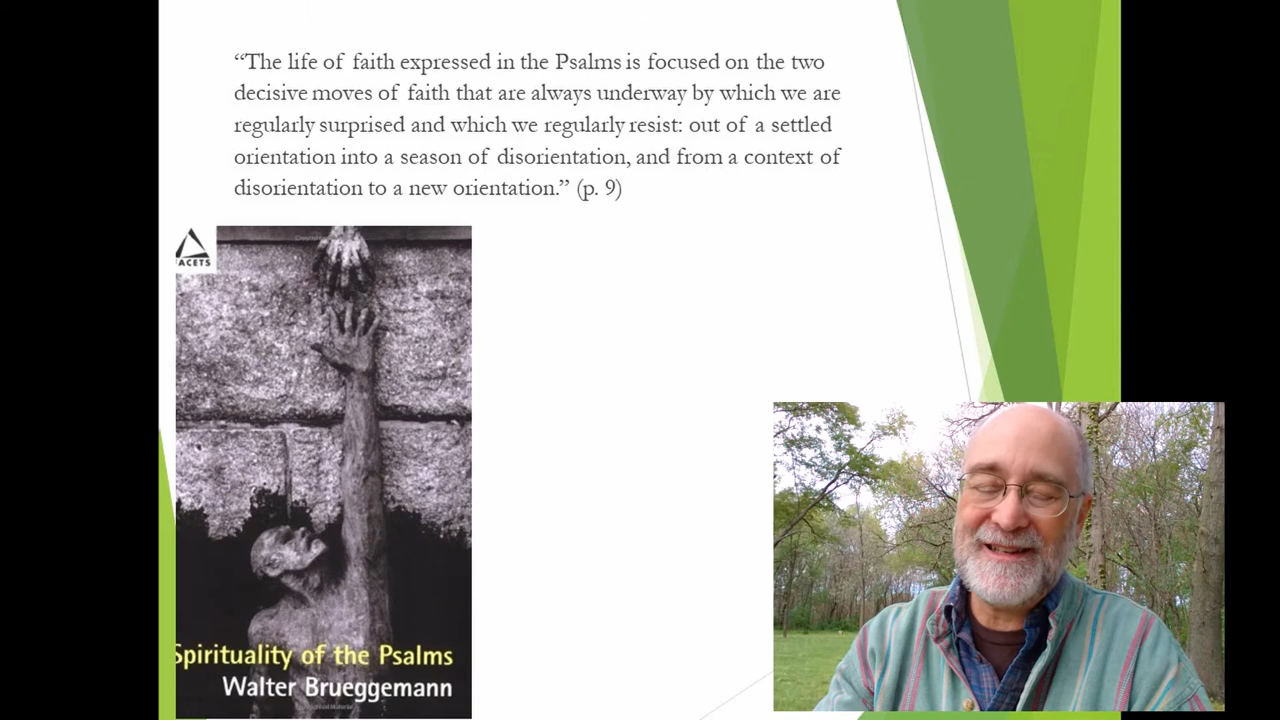 “The life of faith expressed in the Psalms is focused on the two
decisive moves of faith that are always underway by which we are
regularly surprised and which we regularly resist: out of a settled
orientation into a season of disorientation, and from a context of
disorientation to a new orientation.” (p. 9)
Spirituality of the Psalms
Walter Brueggemann